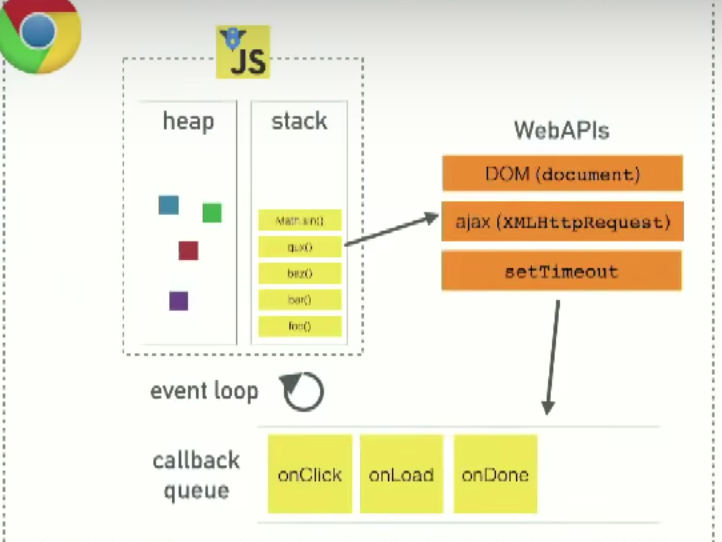 JS
heap
stack
WebAPIs
DOM (document)
ajax (XMLHttpRequest)
setTimeout
Math.sin()
qux()
baz()
bar()
foo()
event loop
callback
queue
onClick
onLoad
onDone